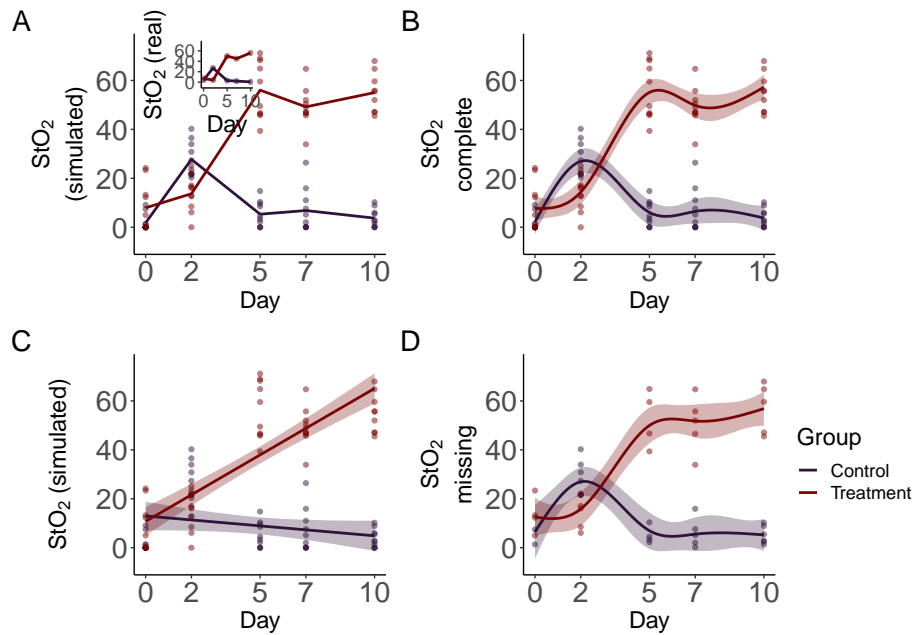 A
StO2
(simulated)
60
40
20
0
0
2
5
7
10
Day
StO2 (real)
60
40
20
0
0
5
10
Day
B
StO2
complete
60
40
20
0
0
2
5
7
10
Day
C
StO2 (simulated)
60
40
20
0
0
2
5
7
10
Day
D
StO2
missing
60
40
20
0
0
2
5
7
10
Day
Group
Control
Treatment